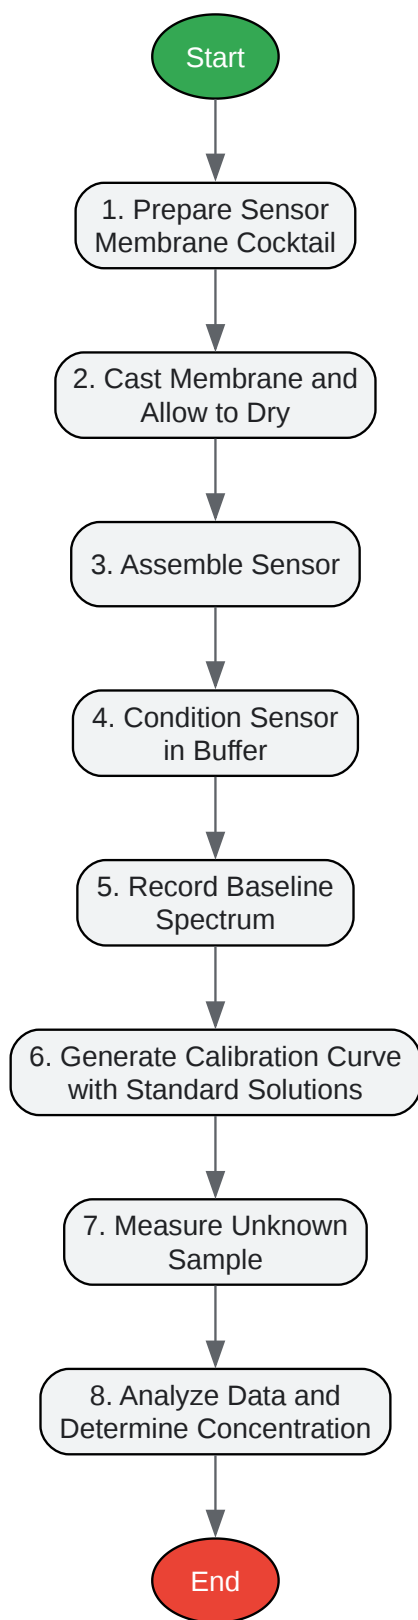 Start
1. Prepare Sensor
Membrane Cocktail
2. Cast Membrane and
Allow to Dry
3. Assemble Sensor
4. Condition Sensor
in Buffer
5. Record Baseline
Spectrum
6. Generate Calibration Curve
with Standard Solutions
7. Measure Unknown
Sample
8. Analyze Data and
Determine Concentration
End